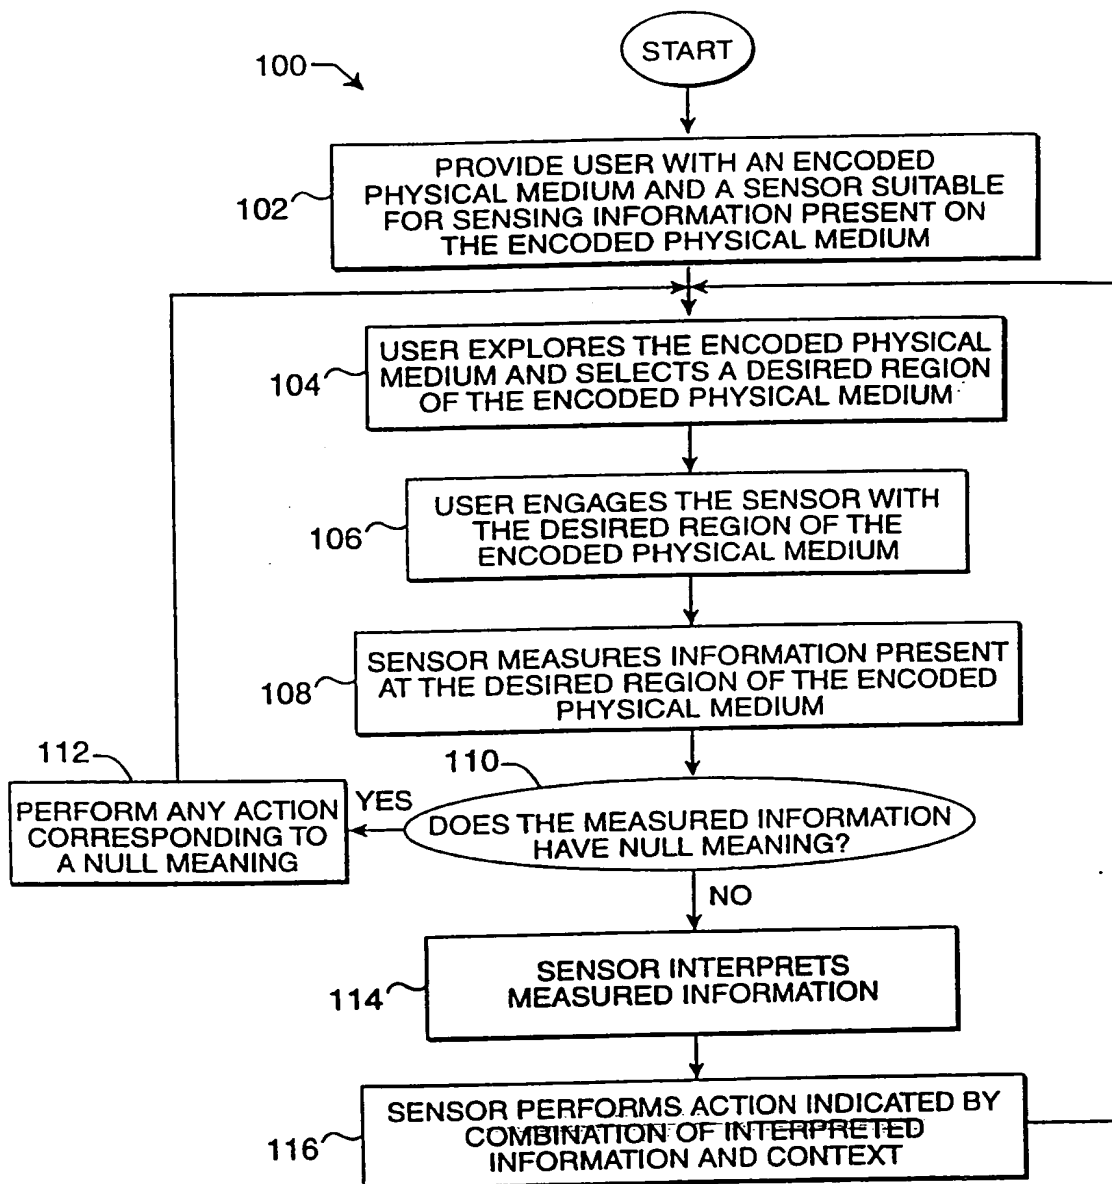 START
100
PROVIDE USER WITH AN ENCODED
PHYSICAL MEDIUM AND A SENSOR SUITABLE
FOR SENSING INFORMATION PRESENT ON
THE ENCODED PHYSICAL MEDIUM
102
USER EXPLORES THE ENCODED PHYSICAL
MEDIUM AND SELECTS A DESIRED REGION
OF THE ENCODED PHYSICAL MEDIUM
104
USER ENGAGES THE SENSOR WITH
THE DESIRED REGION OF THE
ENCODED PHYSICAL MEDIUM
106
SENSOR MEASURES INFORMATION PRESENT
AT THE DESIRED REGION OF THE ENCODED
PHYSICAL MEDIUM
108
112
110
PERFORM ANY ACTION
CORRESPONDING TO
A NULL MEANING
YES
DOES THE MEASURED INFORMATION
HAVE NULL MEANING?
NO
SENSOR INTERPRETS
MEASURED INFORMATION
114
SENSOR PERFORMS ACTION INDICATED BY
COMBINATION OF INTERPRETED
INFORMATION AND CONTEXT
116